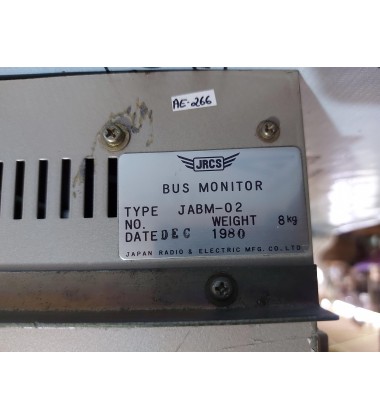 AE-266
JRCS
BUS MONITOR
TYPE JABM-02
NO. WEIGHT 8kg
DATE DEC 1980
JAPAN RADIO & ELECTRIC MFG. CO., LTD